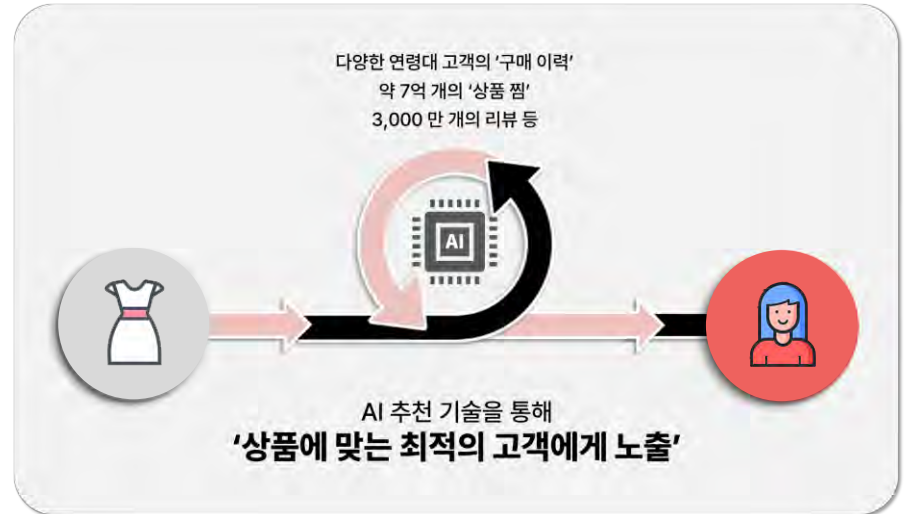 다양한 연령대 고객의 ‘구매 이력’
약 7억 개의 ‘상품 찜’
3,000 만 개의 리뷰 등
AI
AI 추천 기술을 통해
‘상품에 맞는 최적의 고객에게 노출’